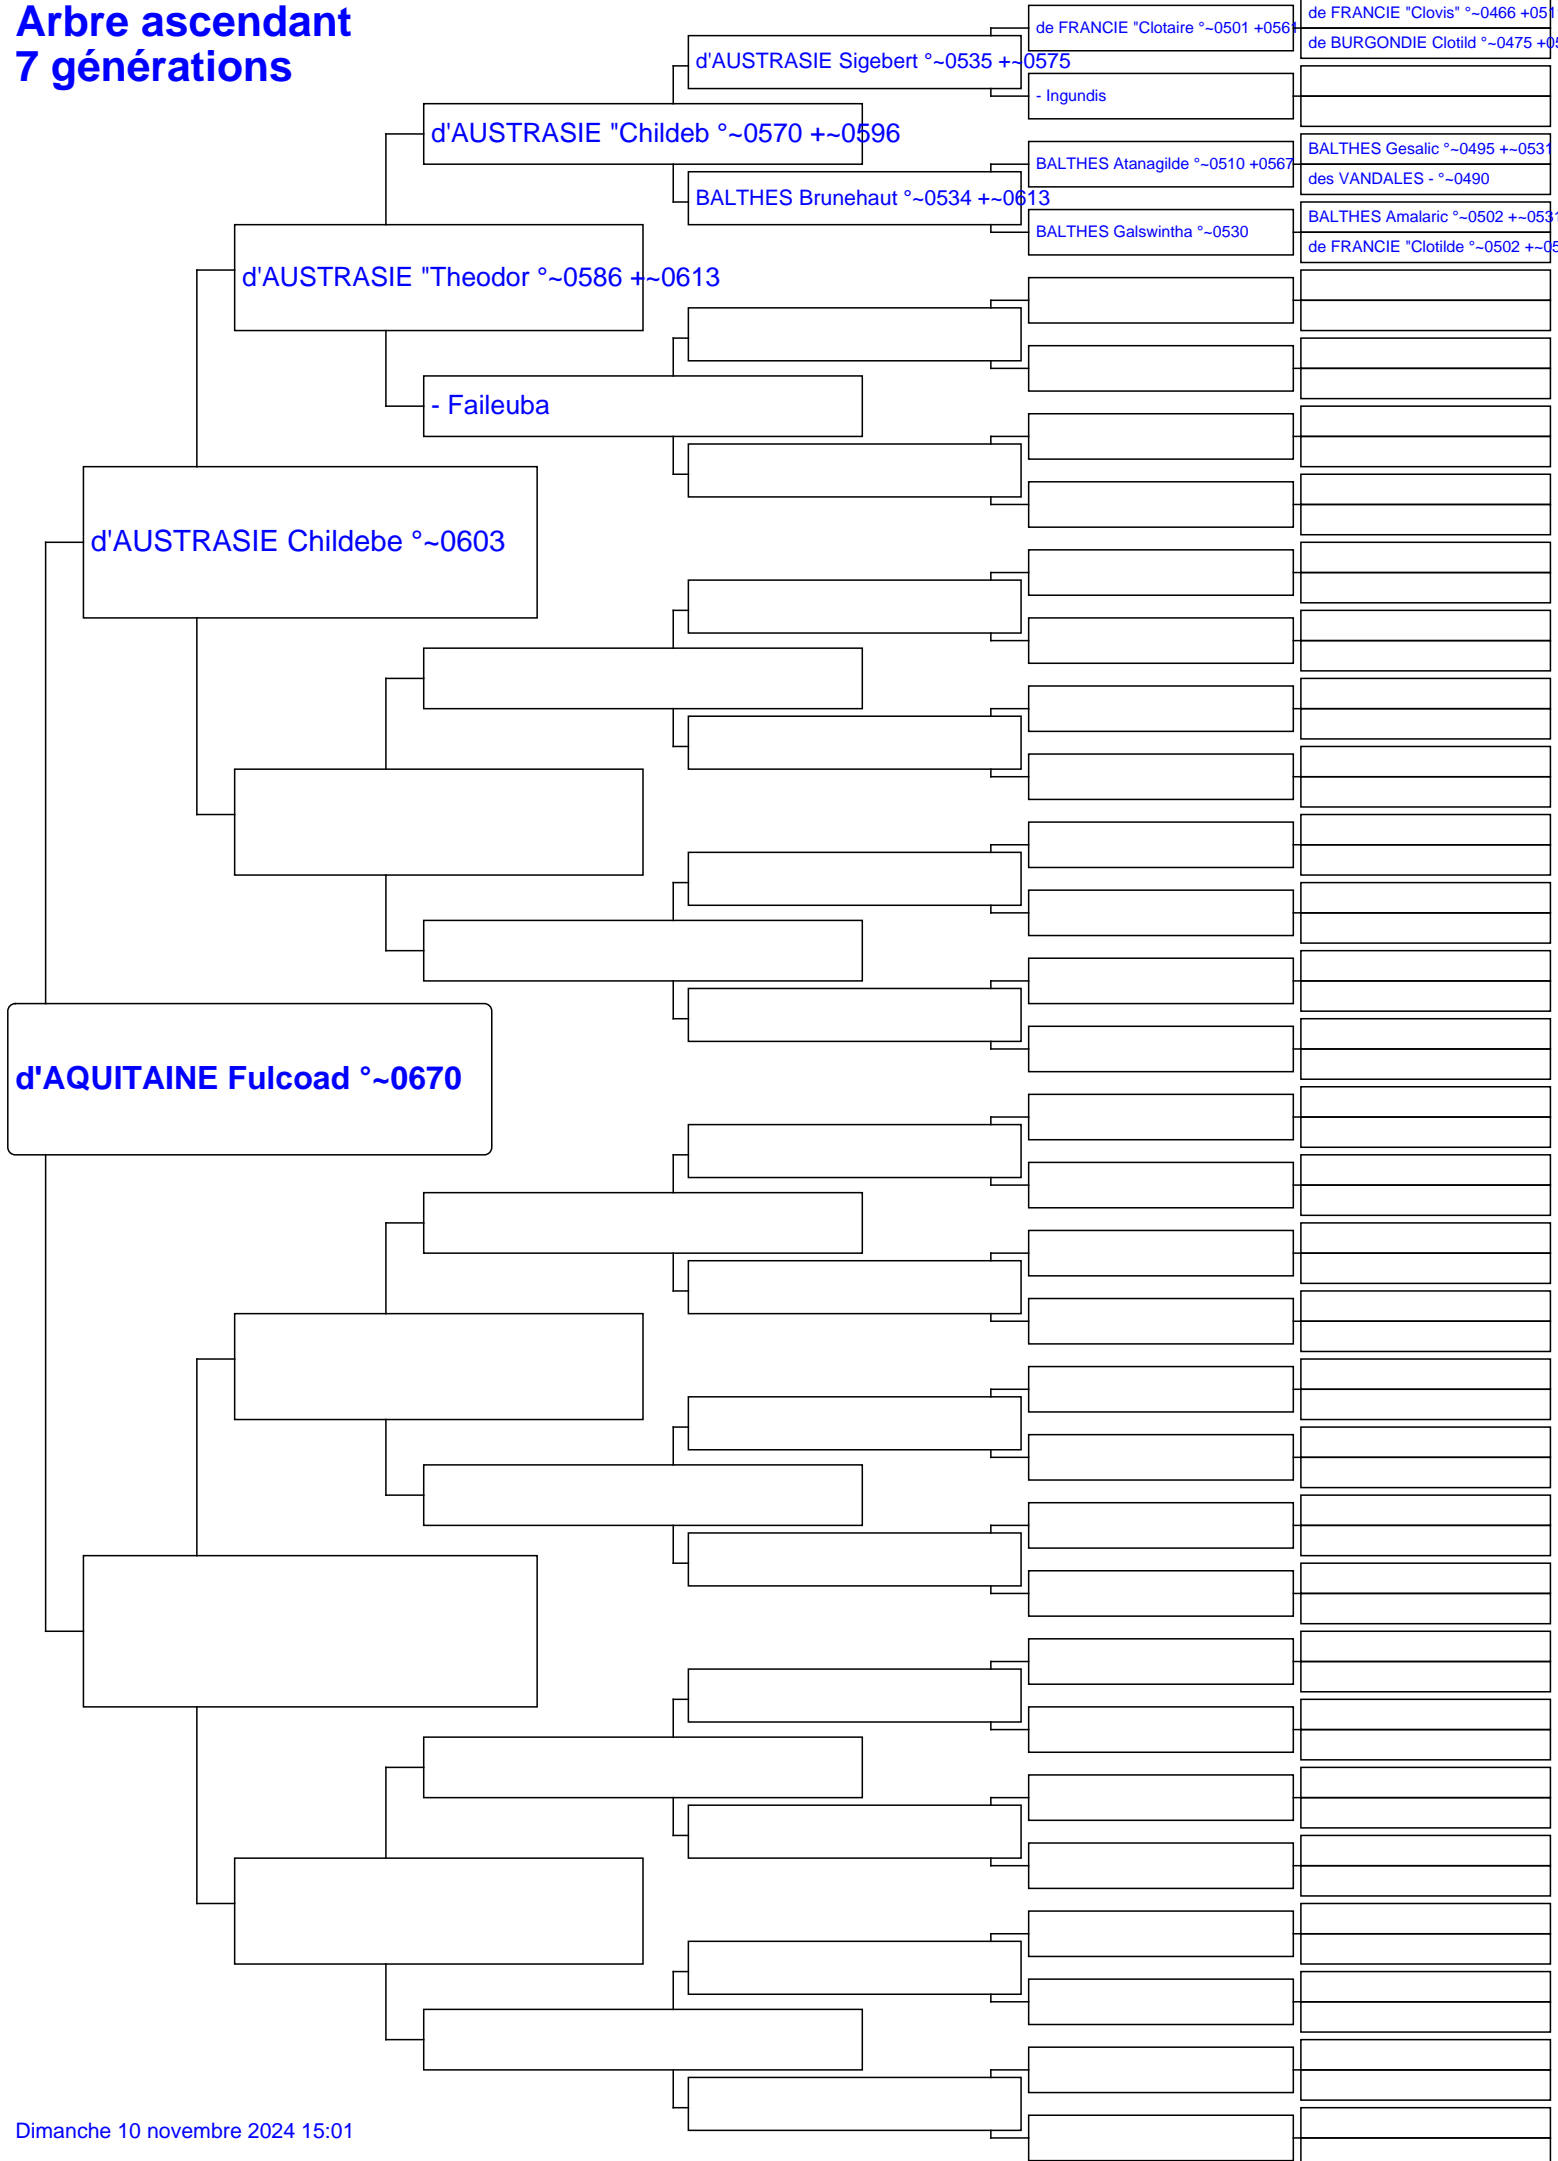 Arbre ascendant
7 générations
de FRANCIE "Clovis" °~0466 +051
de FRANCIE "Clotaire °~0501 +0561
de BURGONDIE Clotild °~0475 +05
d'AUSTRASIE Sigebert °~0535 +~0575
- Ingundis
d'AUSTRASIE "Childeb °~0570 +~0596
BALTHES Gesalic °~0495 +~0531
BALTHES Atanagilde °~0510 +0567
des VANDALES - °~0490
BALTHES Brunehaut °~0534 +~0613
BALTHES Amalaric °~0502 +~0531
BALTHES Galswintha °~0530
de FRANCIE "Clotilde °~0502 +~05
d'AUSTRASIE "Theodor °~0586 +~0613
- Faileuba
d'AUSTRASIE Childebe °~0603
d'AQUITAINE Fulcoad °~0670
Dimanche 10 novembre 2024 15:01